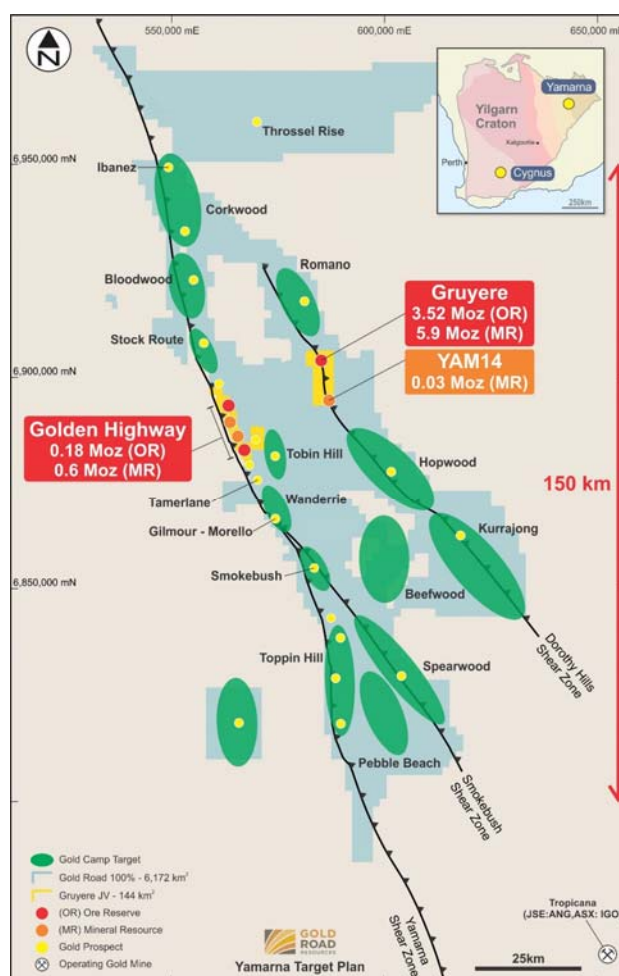 550,000 mE
600,000 mE
650,000 mE
N
Yamarna
Yilgarn
Craton
Kalgoorlie
Perth
Cygnus
250km
Throssel Rise
6,950,000 mN
Ibanez
Corkwood
Romano
Bloodwood
Gruyere
3.52 Moz (OR)
5.9 Moz (MR)
Stock Route
YAM14
0.03 Moz (MR)
6,900,000 mN
Golden Highway
0.18 Moz (OR)
0.6 Moz (MR)
Tobin Hill
Hopwood
150 km
Tamerlane
Wanderrie
Gilmour - Morello
Kurrajong
Smokebush
6,850,000 mN
Beefwood
Dorothy Hills
Shear Zone
Toppin Hill
Spearwood
Pebble Beach
Smokebush
Shear Zone
Gold Camp Target
Gold Road 100% - 6,172 km²
Gruyere JV - 144 km²
(OR) Ore Reserve
(MR) Mineral Resource
Gold Prospect
Operating Gold Mine
GOLD
ROAD
RESOURCES
Yamarna Target Plan
Yamarna
Shear Zone
Tropicana
(JSE:ANG,ASX: IGO)
25km